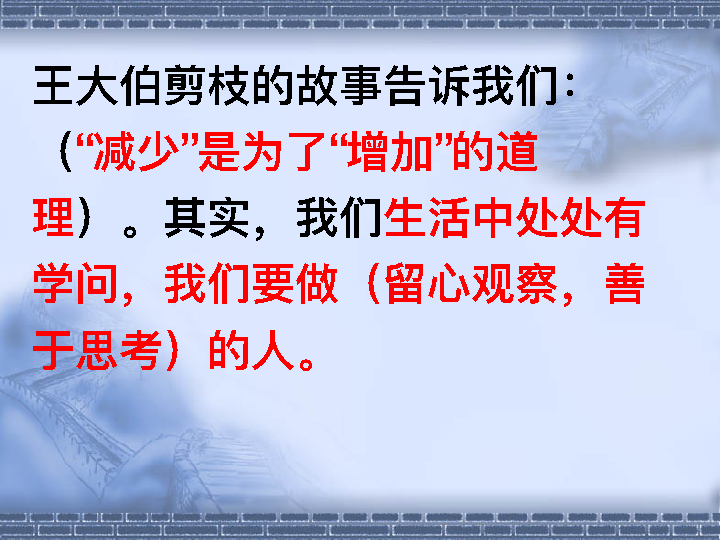 王大伯剪枝的故事告诉我们：
（“减少”是为了“增加”的道
理）。其实，我们生活中处处有
学问，我们要做（留心观察，善
于思考）的人。